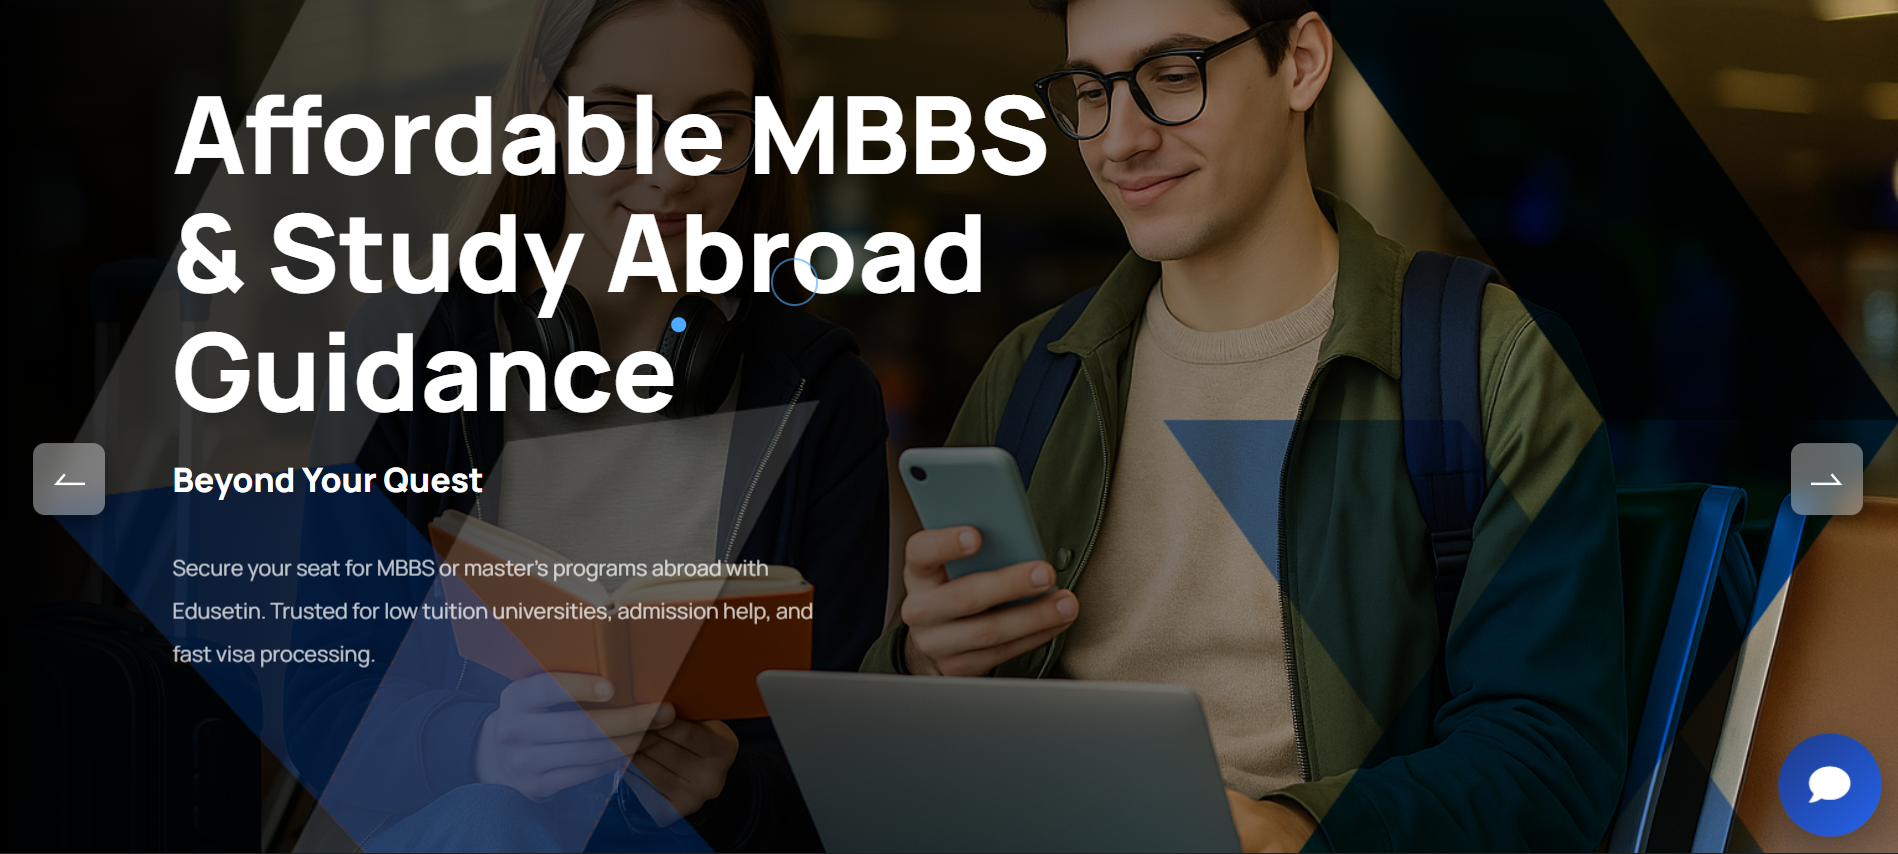 Affordable MBBS
& Study Abroad
Guidance
Beyond Your Quest
Secure your seat for MBBS or master's programs abroad with
Edusetin. Trusted for low tuition universities, admission help, and
fast visa processing.